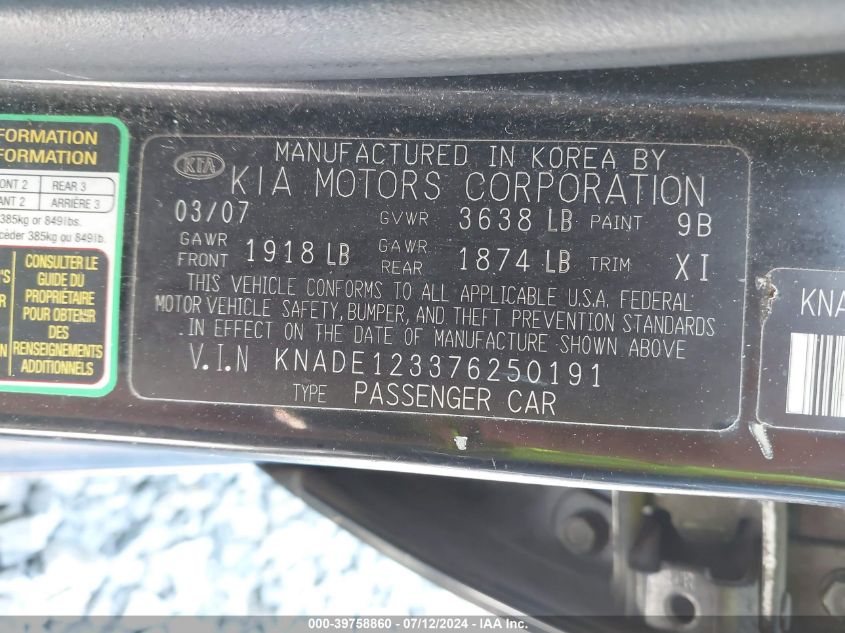 FORMATION
FORMATION
ONT 2 REAR 3
ANT 2 ARRIÈRE 3
385kg or 849lbs.
céder 385kg ou 849lb.
CONSULTER LE
GUIDE DU
PROPRIÉTAIRE
POUR OBTENIR
DES
RENSEIGNEMENTS
ADDITIONNELS
KIA
MANUFACTURED IN KOREA BY
KIA MOTORS CORPORATION
03/07 GVWR 3638 LB PAINT 9B
GAWR FRONT 1918 LB GAWR REAR 1874 LB TRIM XI
THIS VEHICLE CONFORMS TO ALL APPLICABLE U.S.A. FEDERAL
MOTOR VEHICLE SAFETY, BUMPER, AND THEFT PREVENTION STANDARDS
IN EFFECT ON THE DATE OF MANUFACTURE SHOWN ABOVE
V.I.N KNADE123376250191
TYPE PASSENGER CAR
KNA
000-39758860 - 07/12/2024 - IAAI.COM